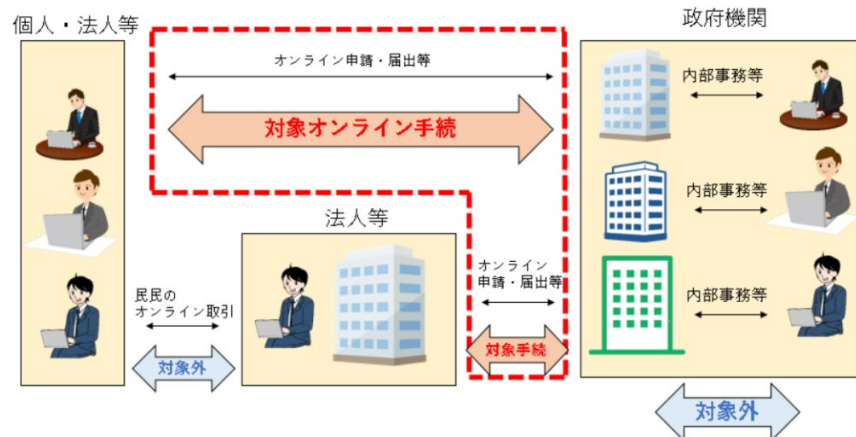 個人・法人等
政府機関
オンライン申請・届出等
対象オンライン手続
内部事務等
内部事務等
内部事務等
法人等
民民の
オンライン取引
対象外
オンライン
申請・届出等
対象手続
対象外